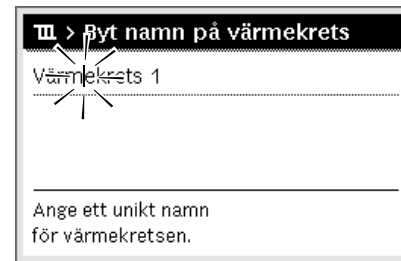 > Byt namn på värmekrets
Värmekrets 1
Ange ett unikt namn
för värmekretsen.